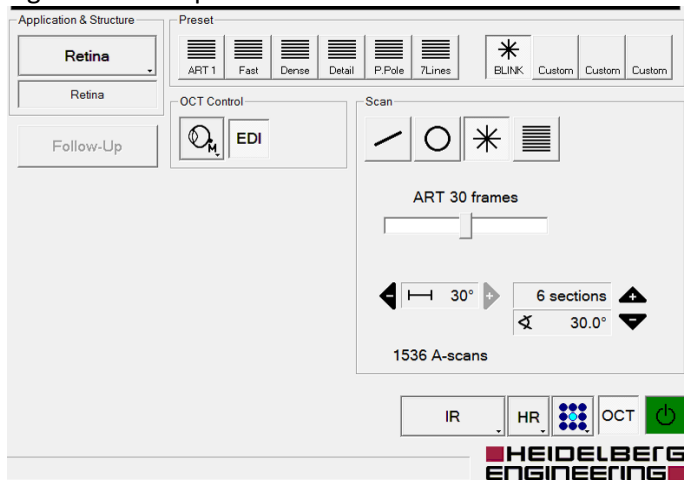 Application & Structure
Retina
Retina
Follow-Up
Preset
ART 1 Fast Dense Detail P.Pole 7Lines BLINK Custom Custom Custom
OCT Control
M EDI
Scan
ART 30 frames
30° 6 sections
30.0°
1536 A-scans
IR HR OCT
HEIDELBERG
ENGINEERING